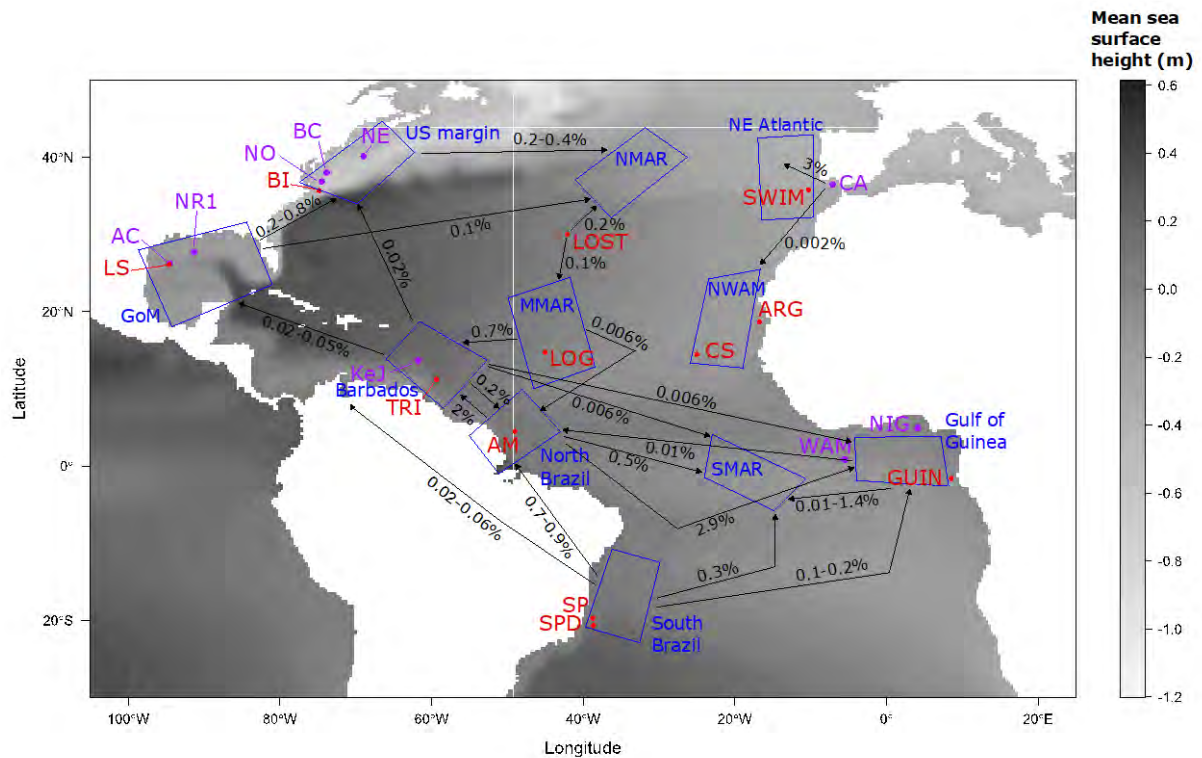 Mean sea
surface
height (m)
0.6
0.4
0.2
0.0
-0.2
-0.4
-0.6
-0.8
-1.0
-1.2
40°N
20°N
0°
20°S
Latitude
100°W
80°W
60°W
40°W
20°W
0°
20°E
Longitude
BC
NE
NO
BI
US margin
0.2-0.4%
NMAR
NE Atlantic
3%
CA
SWIM
NR1
AC
LS
GoM
0.2-0.8%
0.1%
0.2%
LOST
0.1%
0.002%
0.02%
NWAM
ARG
CS
MMAR
LOG
0.006%
0.7%
0.02-0.05%
KeJ
Barbados
TRI
0.2%
2%
0.006%
0.006%
NIG
Gulf of
Guinea
WAM
GUIN
AM
North
Brazil
0.01%
0.5%
SMAR
0.01-1.4%
2.9%
0.02-0.06%
0.7-0.9%
0.3%
0.1-0.2%
SP
SPD
South
Brazil